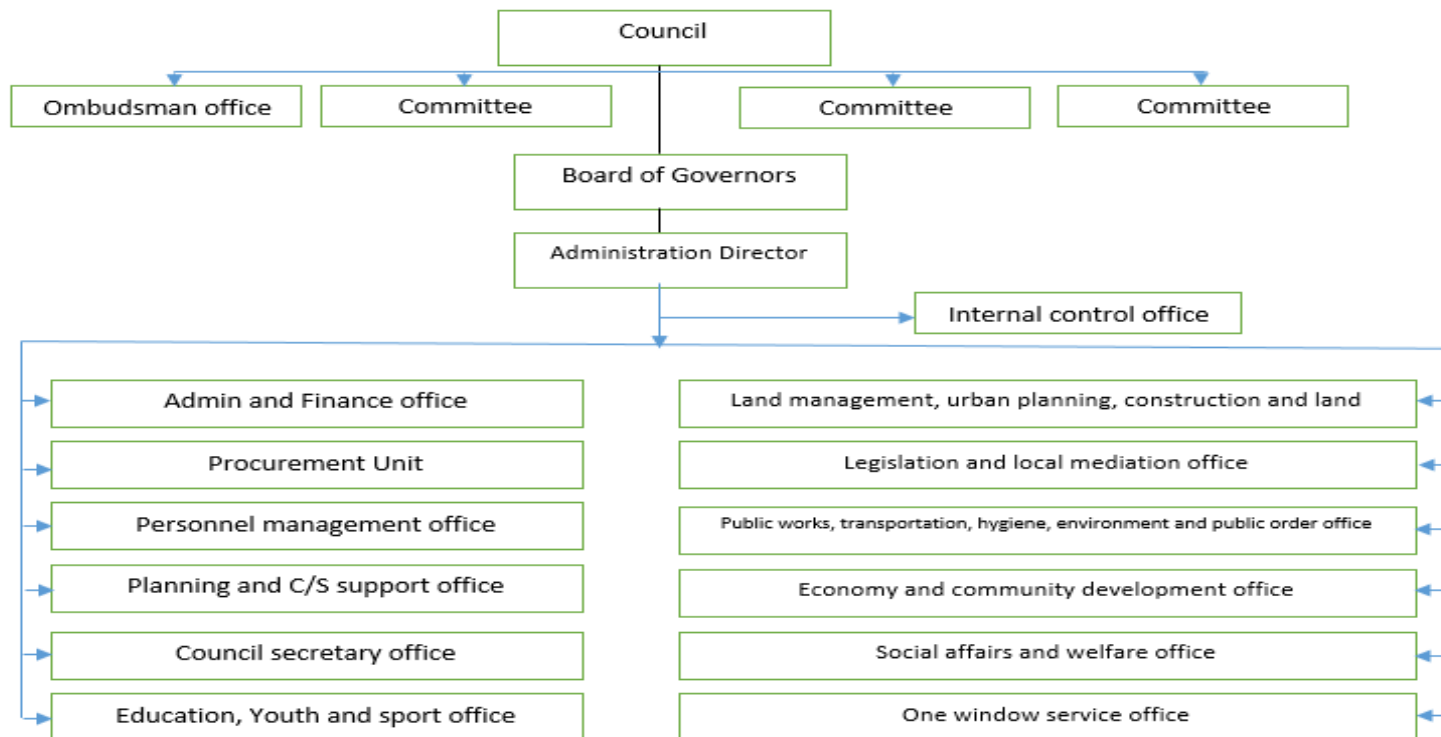 Council
Ombudsman office
Committee
Committee
Committee
Board of Governors
Administration Director
Internal control office
Admin and Finance office
Land management, urban planning, construction and land
Procurement Unit
Legislation and local mediation office
Personnel management office
Public works, transportation, hygiene, environment and public order office
Planning and C/S support office
Economy and community development office
Council secretary office
Social affairs and welfare office
Education, Youth and sport office
One window service office